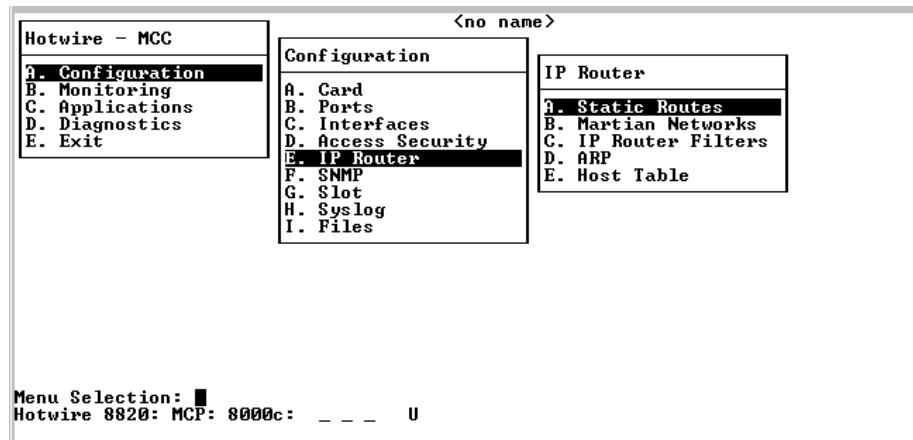 <no name>
Hotwire - MCC
A. Configuration
B. Monitoring
C. Applications
D. Diagnostics
E. Exit
Configuration
A. Card
B. Ports
C. Interfaces
D. Access Security
E. IP Router
F. SNMP
G. Slot
H. Syslog
I. Files
IP Router
A. Static Routes
B. Martian Networks
C. IP Router Filters
D. ARP
E. Host Table
Menu Selection:
Hotwire 8820: MCP: 8000c: _ _ _ U